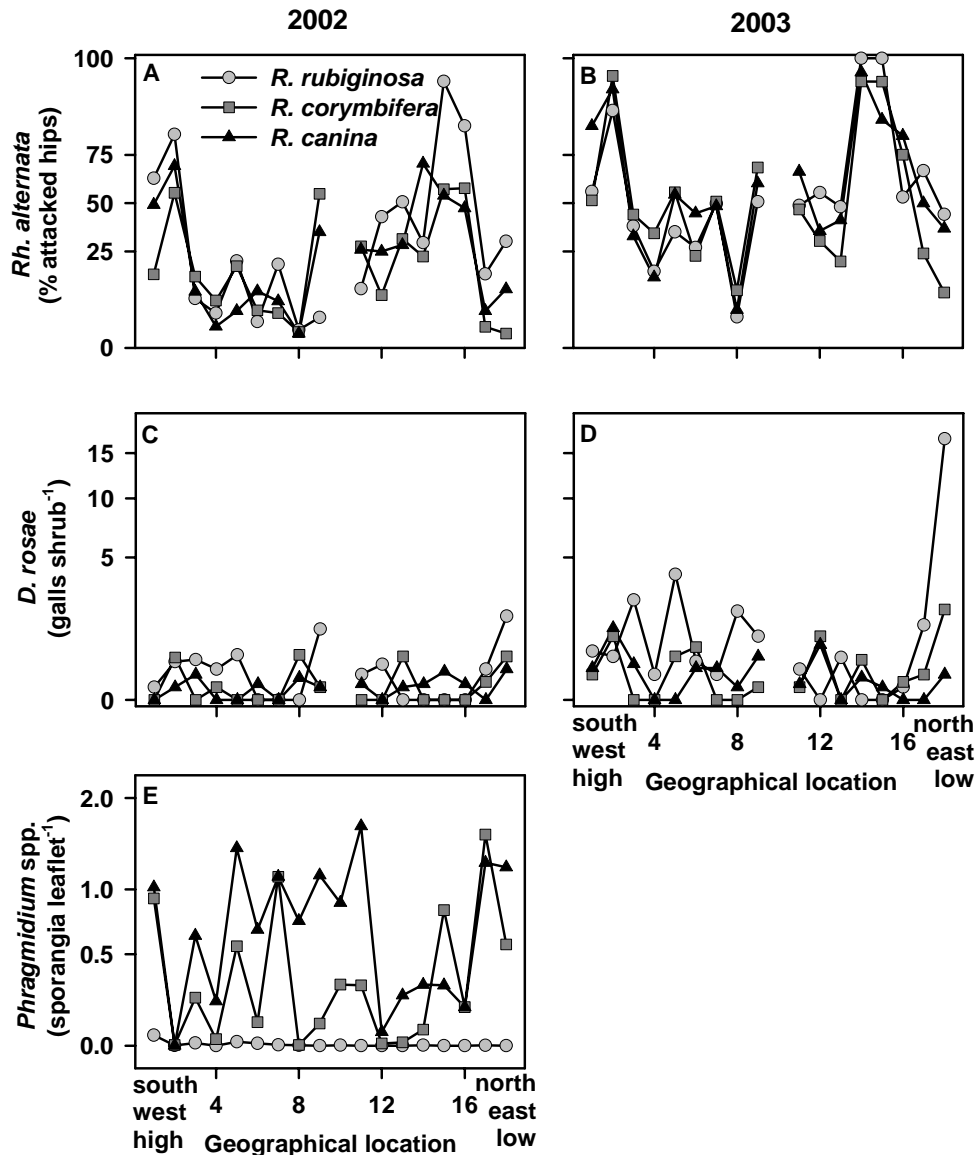 2002
2003
A
R. rubiginosa
R. corymbifera
R. canina
B
Rh. alternata
(% attacked hips)
100
75
50
25
0
C
D
D. rosae
(galls shrub-1)
15
10
5
0
south
west
high
4
8
12
16
north
east
low
Geographical location
E
Phragmidium spp.
(sporangia leaflet-1)
2.0
1.0
0.5
0.0
south
west
high
4
8
12
16
north
east
low
Geographical location